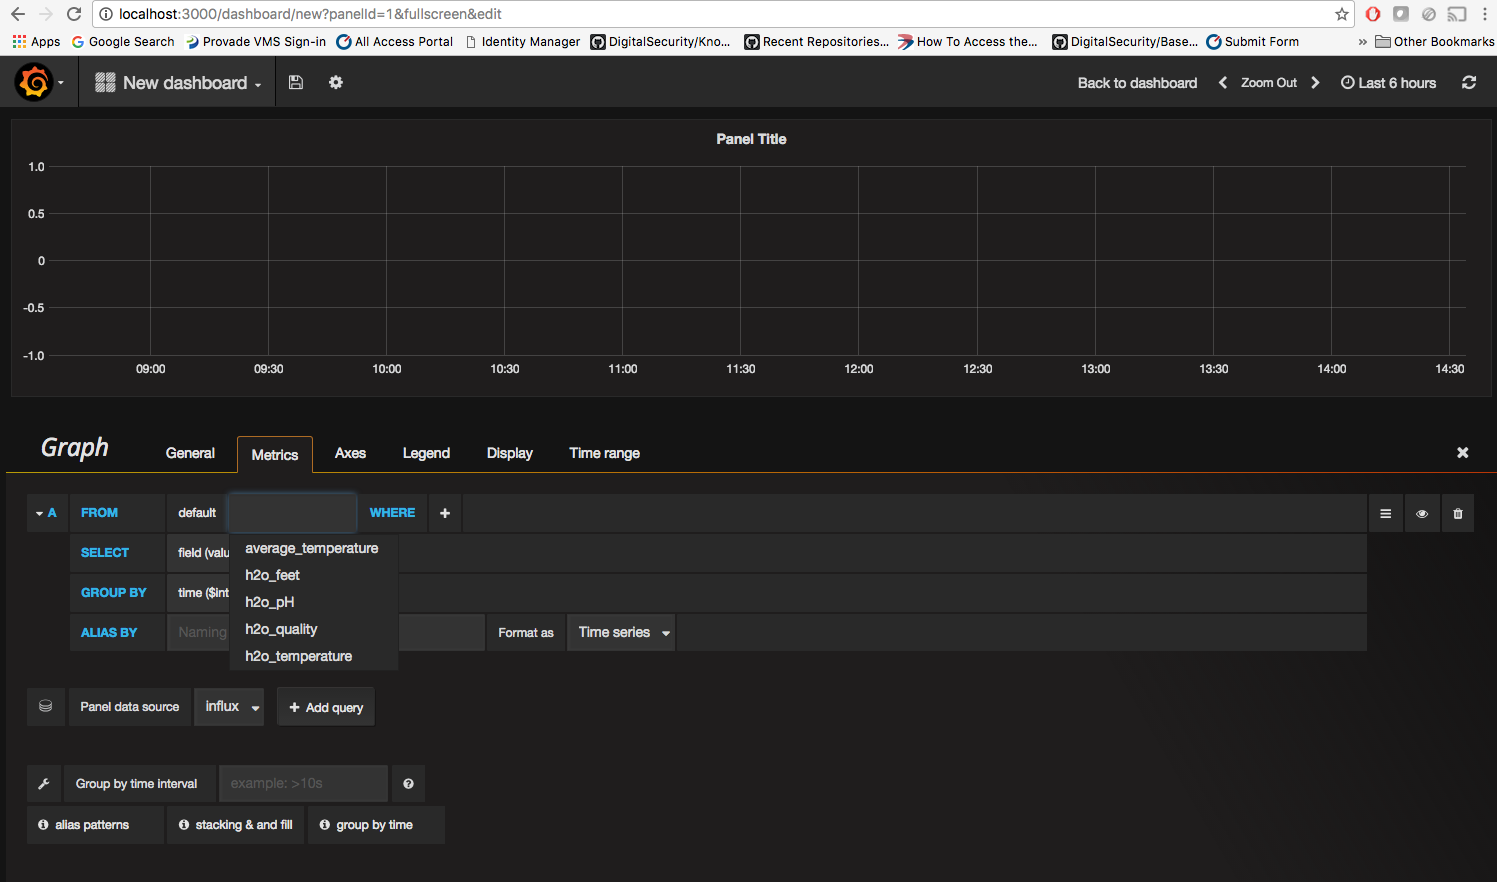 localhost:3000/dashboard/new?panelId=1&fullscreen&edit
Apps Google Search Provade VMS Sign-in All Access Portal Identity Manager DigitalSecurity/Kno... Recent Repositories... How To Access the... DigitalSecurity/Base... Submit Form » Other Bookmarks
New dashboard Back to dashboard Zoom Out Last 6 hours
Panel Title
1.0
0.5
0
-0.5
-1.0
09:00 09:30 10:00 10:30 11:00 11:30 12:00 12:30 13:00 13:30 14:00 14:30
Graph General Metrics Axes Legend Display Time range
A FROM default WHERE +
SELECT field (valu
GROUP BY time ($int
ALIAS BY Naming Format as Time series
average_temperature
h2o_feet
h2o_pH
h2o_quality
h2o_temperature
Panel data source influx + Add query
Group by time interval example: >10s
alias patterns stacking & and fill group by time